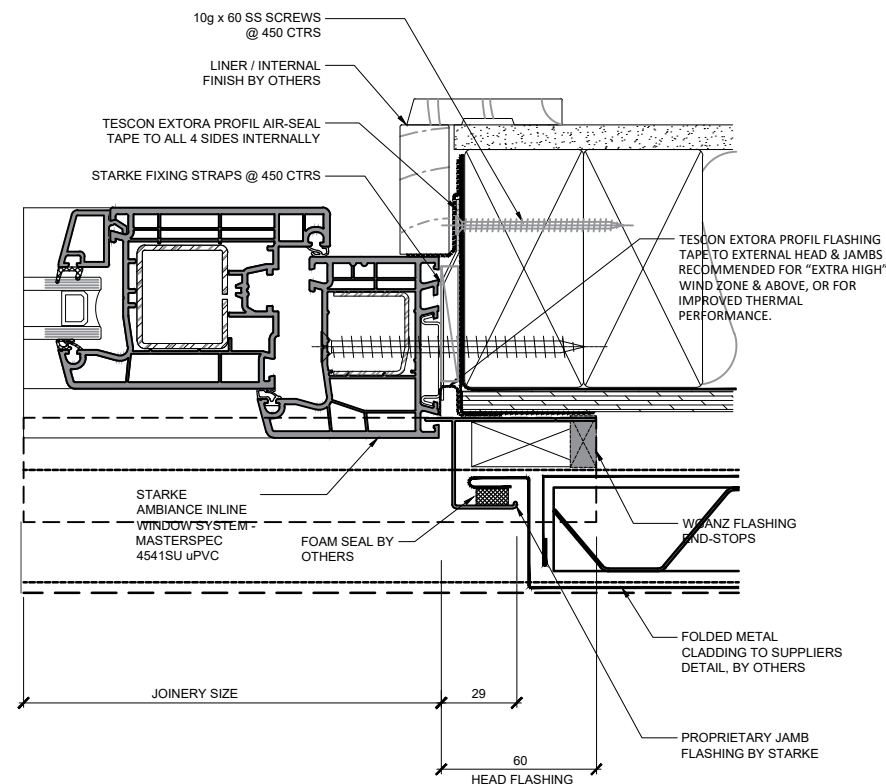 10g x 60 SS SCREWS
@ 450 CTRS
LINER / INTERNAL
FINISH BY OTHERS
TESCON EXTORA PROFIL AIR-SEAL
TAPE TO ALL 4 SIDES INTERNALLY
STARKE FIXING STRAPS @ 450 CTRS
TESCON EXTORA PROFIL FLASHING
TAPE TO EXTERNAL HEAD & JAMBS
RECOMMENDED FOR "EXTRA HIGH"
WIND ZONE & ABOVE, OR FOR
IMPROVED THERMAL
PERFORMANCE.
STARKE
AMBIANCE INLINE
WINDOW SYSTEM -
MASTERSPEC
4541SU uPVC
FOAM SEAL BY
OTHERS
WGANZ FLASHING
END-STOPS
FOLDED METAL
CLADDING TO SUPPLIERS
DETAIL, BY OTHERS
JOINERY SIZE
29
PROPRIETARY JAMB
FLASHING BY STARKE
60
HEAD FLASHING